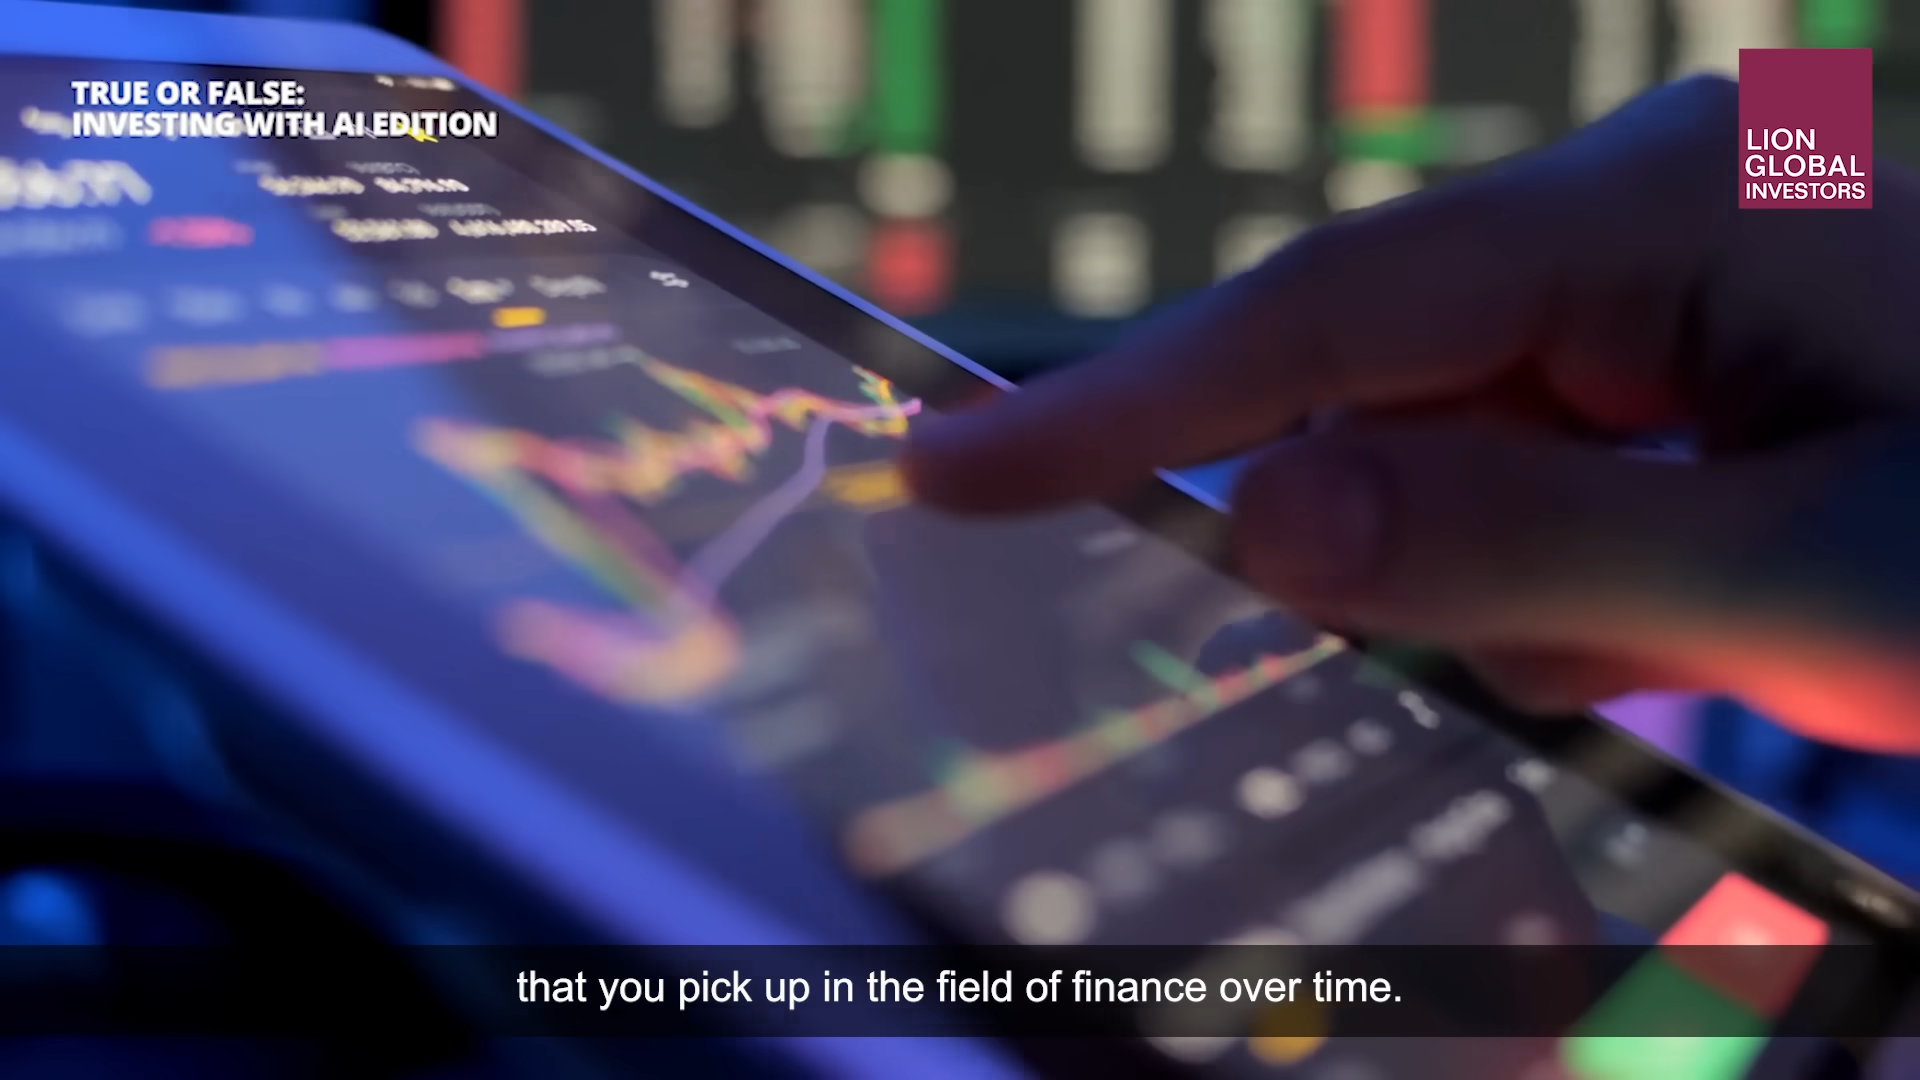 TRUE OR FALSE:
INVESTING WITH AI EDITION
LION
GLOBAL
INVESTORS
that you pick up in the field of finance over time.